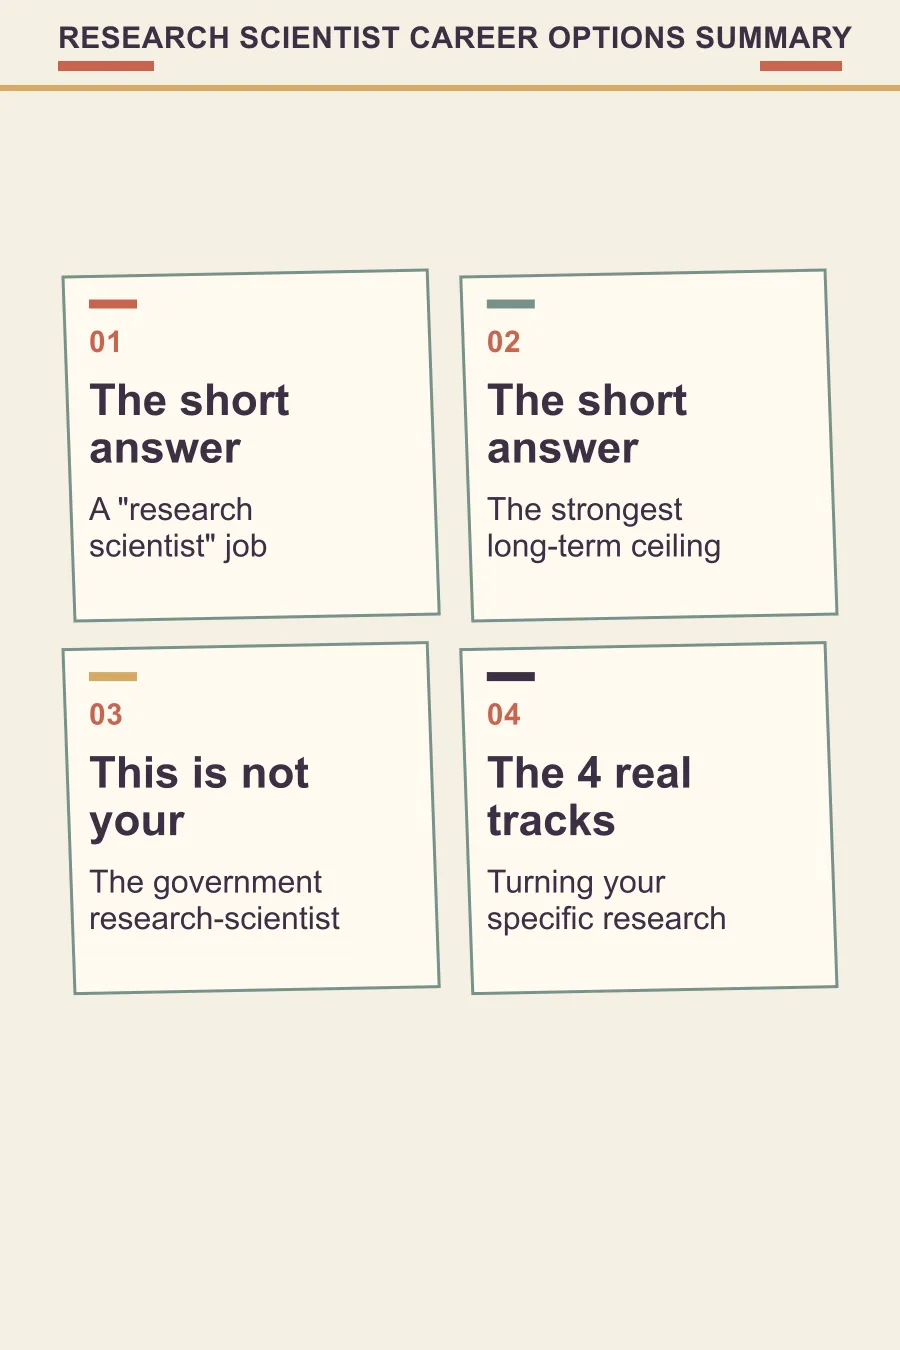 RESEARCH SCIENTIST CAREER OPTIONS SUMMARY
01
The short
answer
A "research
scientist" job
02
The short
answer
The strongest
long-term ceiling
03
This is not
your
The government
research-scientist
04
The 4 real
tracks
Turning your
specific research